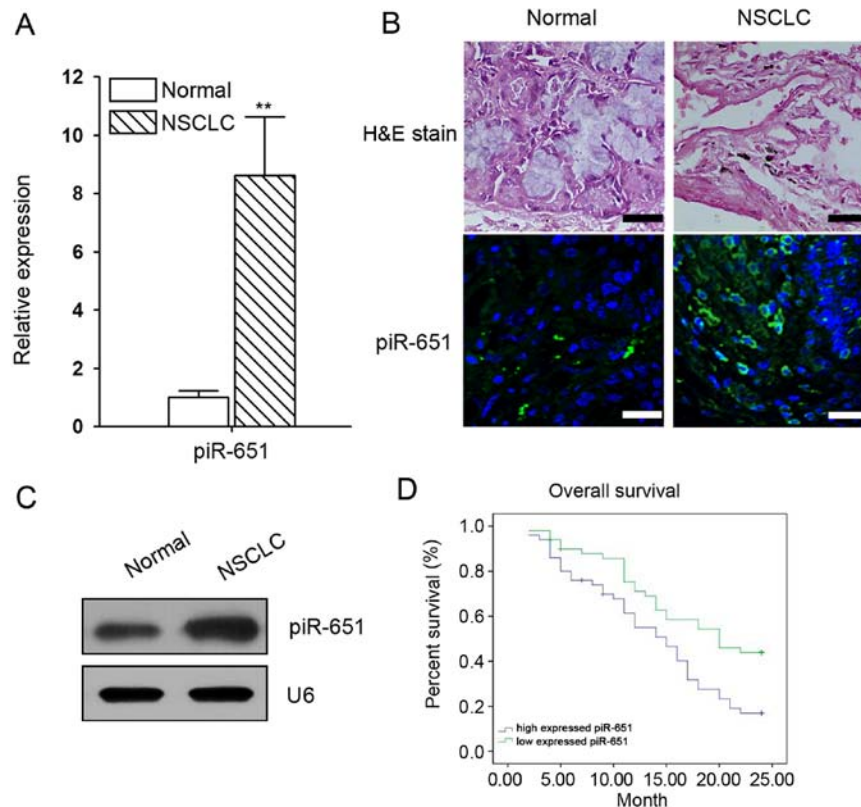 A
12
10
8
6
4
2
0
Relative expression
Normal
NSCLC
**
piR-651
B
Normal
NSCLC
H&E stain
piR-651
C
Normal
NSCLC
piR-651
U6
D
Overall survival
Percent survival (%)
1.0
0.8
0.6
0.4
0.2
0.0
high expressed piR-651
low expressed piR-651
0.00 5.00 10.00 15.00 20.00 25.00
Month